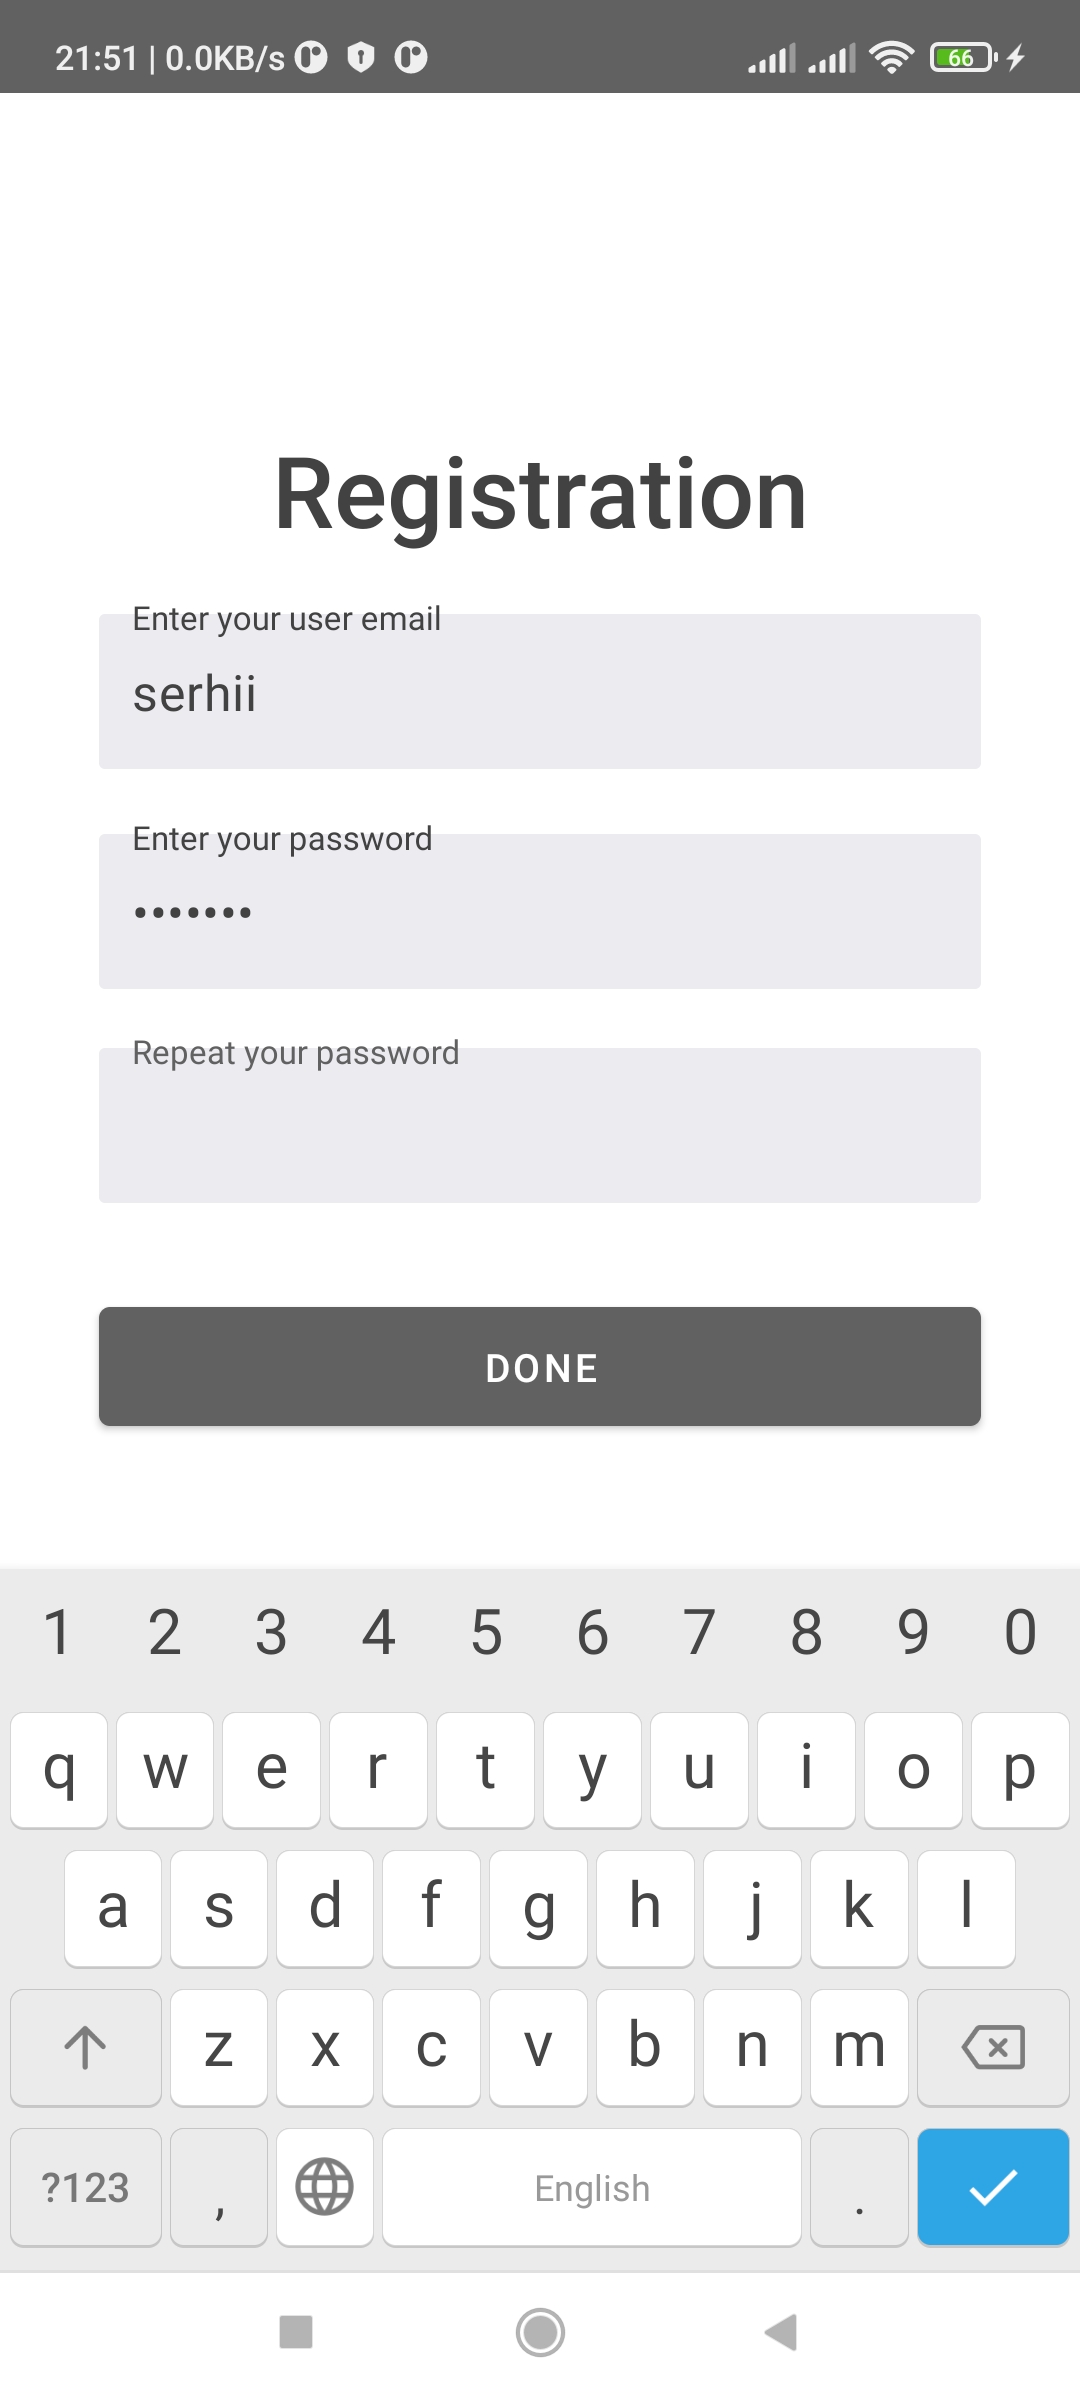 21:51 | 0.0KB/s 66
Registration
Enter your user email
serhii
Enter your password
•••••••
Repeat your password
DONE
1 2 3 4 5 6 7 8 9 0
q w e r t y u i o p
a s d f g h j k l
z x c v b n m
?123 , English .